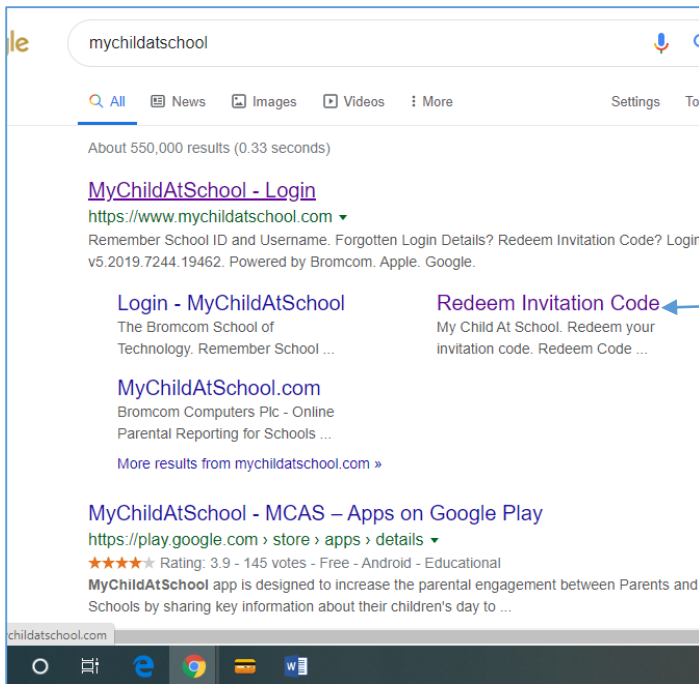 le
mychildatschool
All News Images Videos More Settings To
About 550,000 results (0.33 seconds)
MyChildAtSchool - Login
https://www.mychildatschool.com
Remember School ID and Username. Forgotten Login Details? Redeem Invitation Code? Login
v5.2019.7244.19462. Powered by Bromcom. Apple. Google.
Login - MyChildAtSchool
The Bromcom School of
Technology. Remember School ...
Redeem Invitation Code
My Child At School. Redeem your
invitation code. Redeem Code ...
MyChildAtSchool.com
Bromcom Computers Plc - Online
Parental Reporting for Schools ...
More results from mychildatschool.com »
MyChildAtSchool - MCAS – Apps on Google Play
https://play.google.com › store › apps › details
Rating: 3.9 - 145 votes - Free - Android - Educational
MyChildAtSchool app is designed to increase the parental engagement between Parents and
Schools by sharing key information about their children's day to ...
childatschool.com